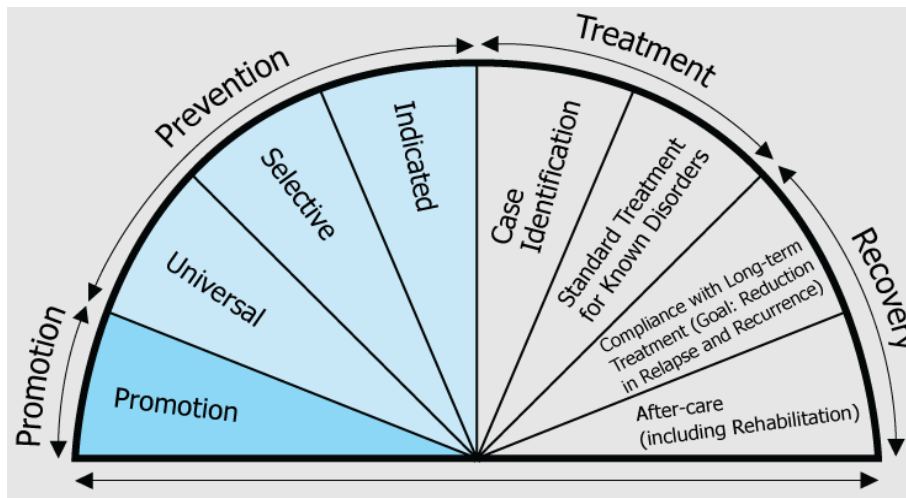 Promotion
Prevention
Treatment
Recovery
Promotion
Universal
Selective
Indicated
Case
Identification
Standard Treatment
for Known Disorders
Compliance with Long-term
Treatment (Goal: Reduction
in Relapse and Recurrence)
After-care
(including Rehabilitation)